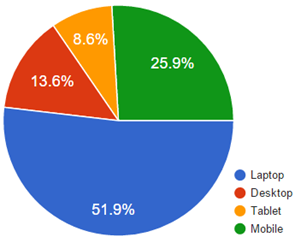 8.6%
25.9%
13.6%
51.9%
Laptop
Desktop
Tablet
Mobile